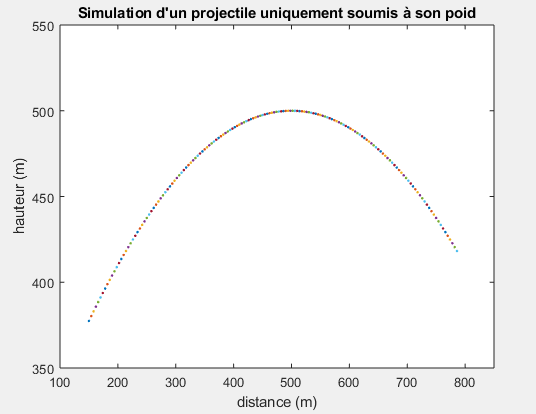 Simulation d'un projectile uniquement soumis à son poid
550
500
450
400
350
hauteur (m)
100 200 300 400 500 600 700 800
distance (m)